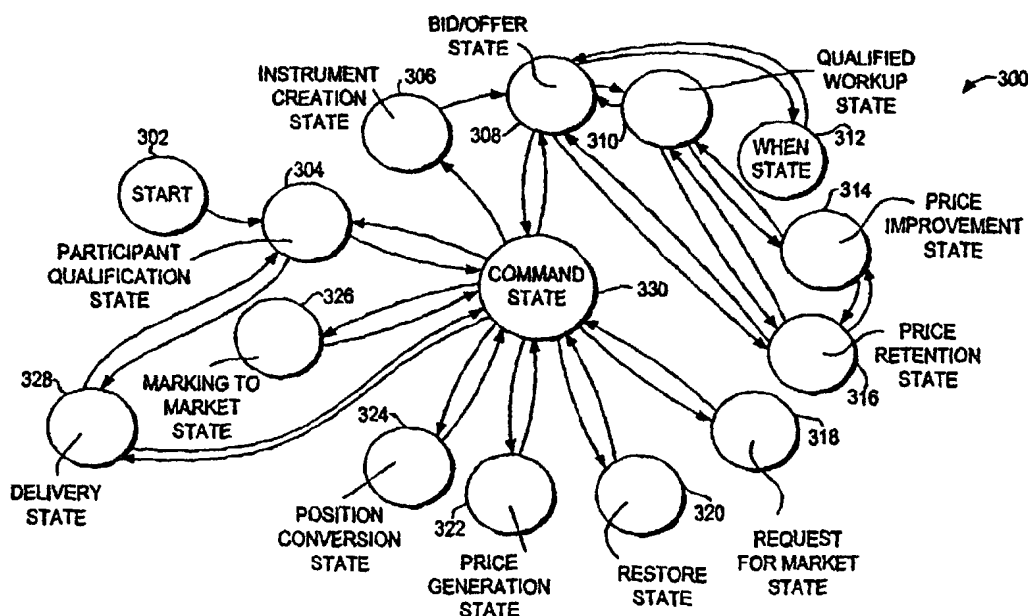 BID/OFFER
STATE
QUALIFIED
WORKUP
STATE
300
INSTRUMENT
CREATION
STATE
306
308
310
312
WHEN
STATE
302
START
304
314
PRICE
IMPROVEMENT
STATE
PARTICIPANT
QUALIFICATION
STATE
COMMAND
STATE
330
326
PRICE
RETENTION
STATE
316
328
MARKING TO
MARKET
STATE
324
318
DELIVERY
STATE
POSITION
CONVERSION
STATE
322
PRICE
GENERATION
STATE
320
RESTORE
STATE
REQUEST
FOR MARKET
STATE